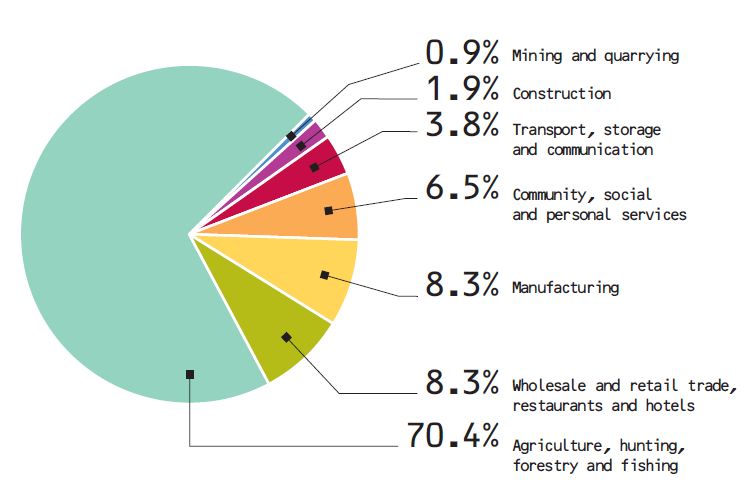 0.9% Mining and quarrying
1.9% Construction
3.8% Transport, storage
and communication
6.5% Community, social
and personal services
8.3% Manufacturing
8.3% Wholesale and retail trade,
restaurants and hotels
70.4% Agriculture, hunting,
forestry and fishing